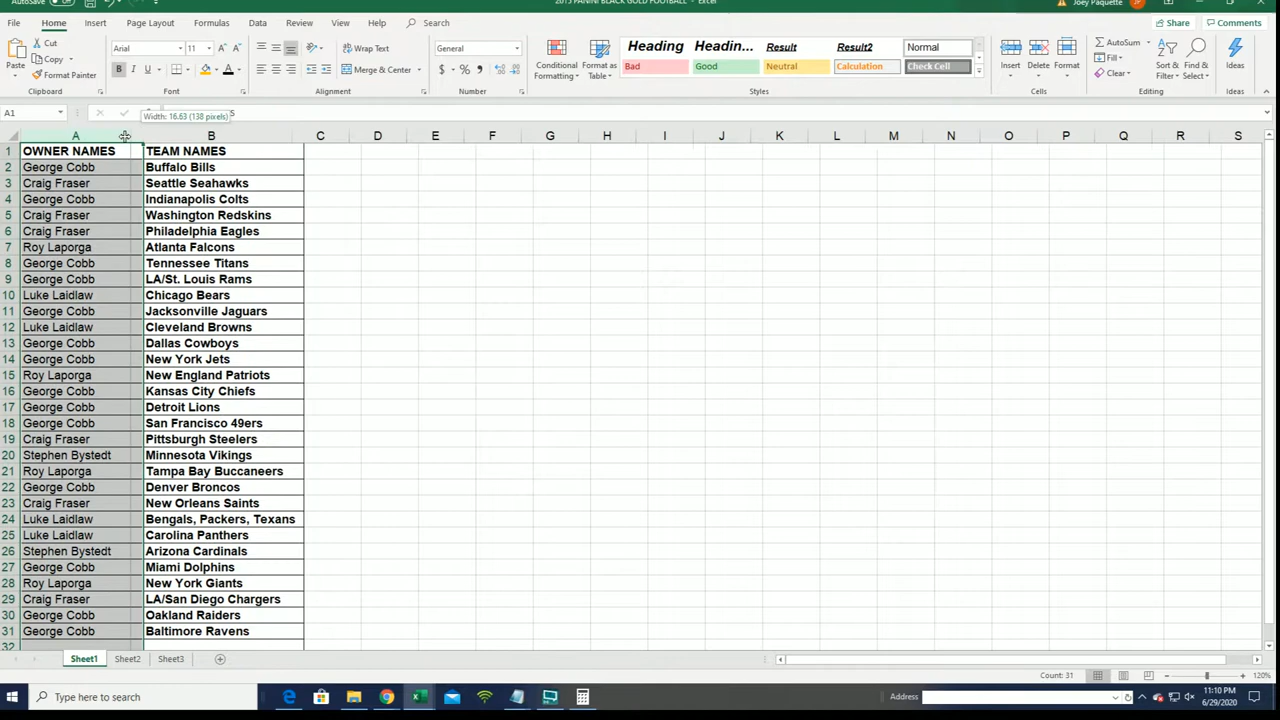 AutoSave Off 2015 PANINI BLACK GOLD FOOTBALL - Excel Joey Paquette
File Home Insert Page Layout Formulas Data Review View Help Search Share Comments
Paste Cut Copy Format Painter Clipboard
Arial 11 B I U Font
Wrap Text Merge & Center Alignment
General $ % Number
Conditional Formatting Format as Table
Heading Headin... Result Result2 Normal
Bad Good Neutral Calculation Check Cell
Styles
Insert Delete Format Cells
AutoSum Fill Clear Sort & Filter Find & Select Editing
Ideas Ideas
A1 Width: 16.63 (138 pixels) S
A B C D E F G H I J K L M N O P Q R S
1 OWNER NAMES TEAM NAMES
2 George Cobb Buffalo Bills
3 Craig Fraser Seattle Seahawks
4 George Cobb Indianapolis Colts
5 Craig Fraser Washington Redskins
6 Craig Fraser Philadelphia Eagles
7 Roy Laporga Atlanta Falcons
8 George Cobb Tennessee Titans
9 George Cobb LA/St. Louis Rams
10 Luke Laidlaw Chicago Bears
11 George Cobb Jacksonville Jaguars
12 Luke Laidlaw Cleveland Browns
13 George Cobb Dallas Cowboys
14 George Cobb New York Jets
15 Roy Laporga New England Patriots
16 George Cobb Kansas City Chiefs
17 George Cobb Detroit Lions
18 George Cobb San Francisco 49ers
19 Craig Fraser Pittsburgh Steelers
20 Stephen Bystedt Minnesota Vikings
21 Roy Laporga Tampa Bay Buccaneers
22 George Cobb Denver Broncos
23 Craig Fraser New Orleans Saints
24 Luke Laidlaw Bengals, Packers, Texans
25 Luke Laidlaw Carolina Panthers
26 Stephen Bystedt Arizona Cardinals
27 George Cobb Miami Dolphins
28 Roy Laporga New York Giants
29 Craig Fraser LA/San Diego Chargers
30 George Cobb Oakland Raiders
31 George Cobb Baltimore Ravens
32
Sheet1 Sheet2 Sheet3
Count: 31 120%
Type here to search Address 11:10 PM
6/29/2020